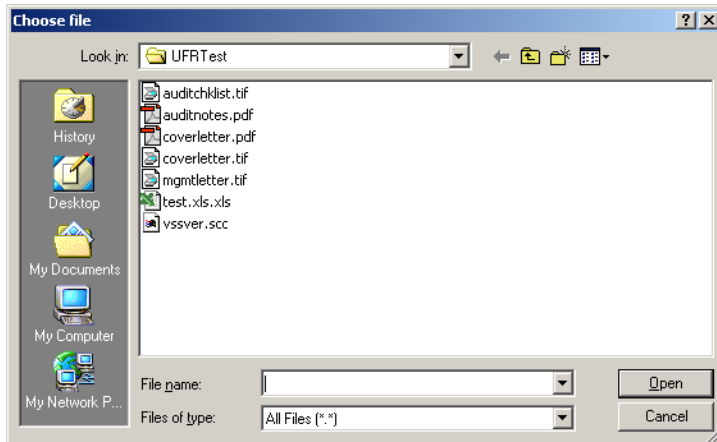 Choose file
Look in: UFRTest
History
Desktop
My Documents
My Computer
My Network P...
auditchklist.tif
auditnotes.pdf
coverletter.pdf
coverletter.tif
mgmtletter.tif
test.xls.xls
vssver.scc
File name:
Open
Files of type: All Files (*.*)
Cancel